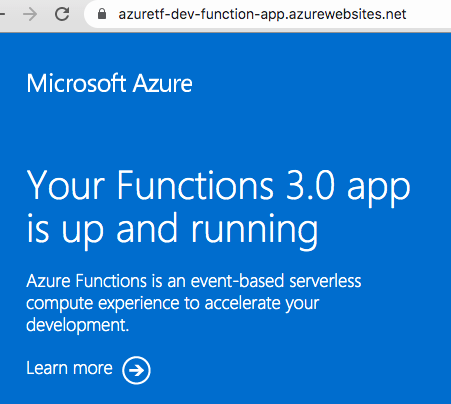 azuretf-dev-function-app.azurewebsites.net
Microsoft Azure
Your Functions 3.0 app
is up and running
Azure Functions is an event-based serverless
compute experience to accelerate your
development.
Learn more